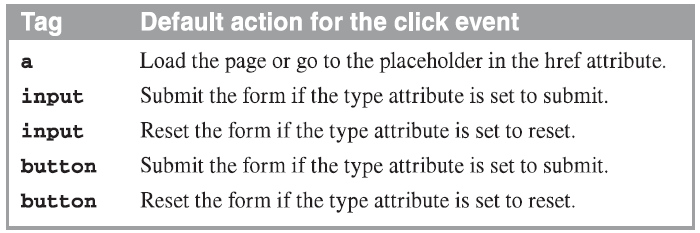 Tag Default action for the click event
a Load the page or go to the placeholder in the href attribute.
input Submit the form if the type attribute is set to submit.
input Reset the form if the type attribute is set to reset.
button Submit the form if the type attribute is set to submit.
button Reset the form if the type attribute is set to reset.